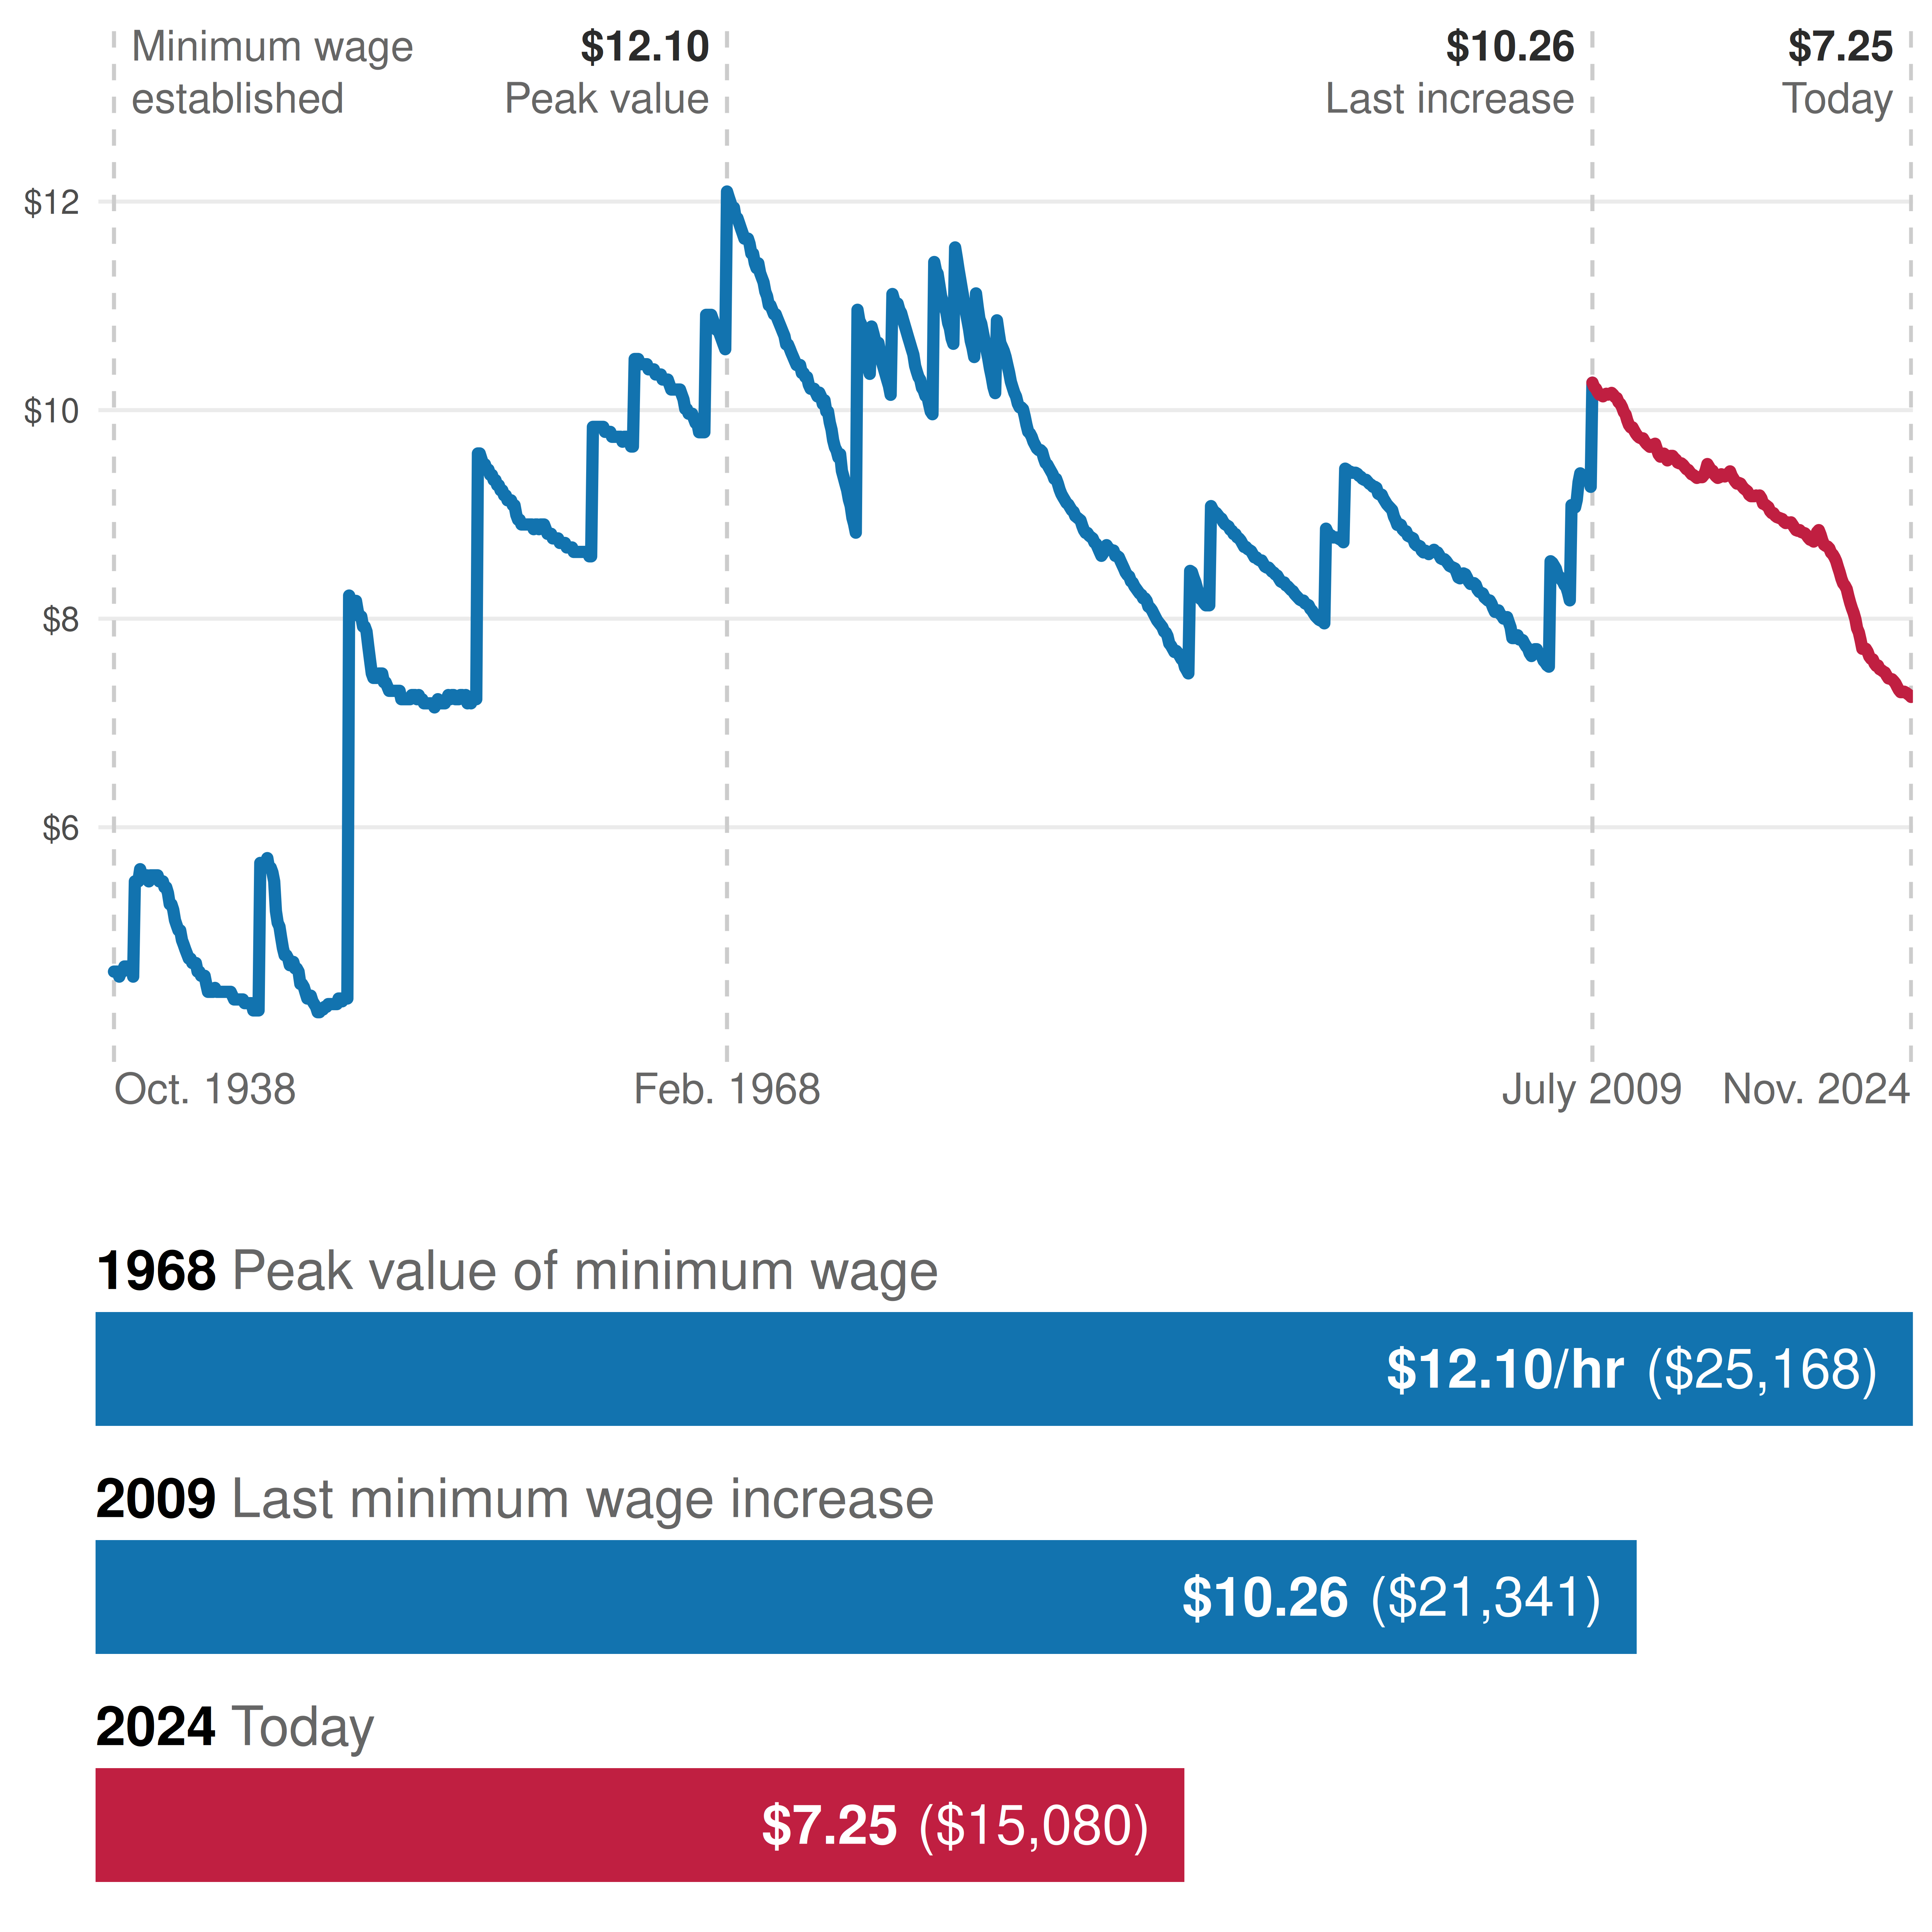 Minimum wage
established
$12.10
Peak value
$10.26
Last increase
$7.25
Today
$12
$10
$8
$6
Oct. 1938
Feb. 1968
July 2009
Nov. 2024
1968 Peak value of minimum wage
$12.10/hr ($25,168)
2009 Last minimum wage increase
$10.26 ($21,341)
2024 Today
$7.25 ($15,080)